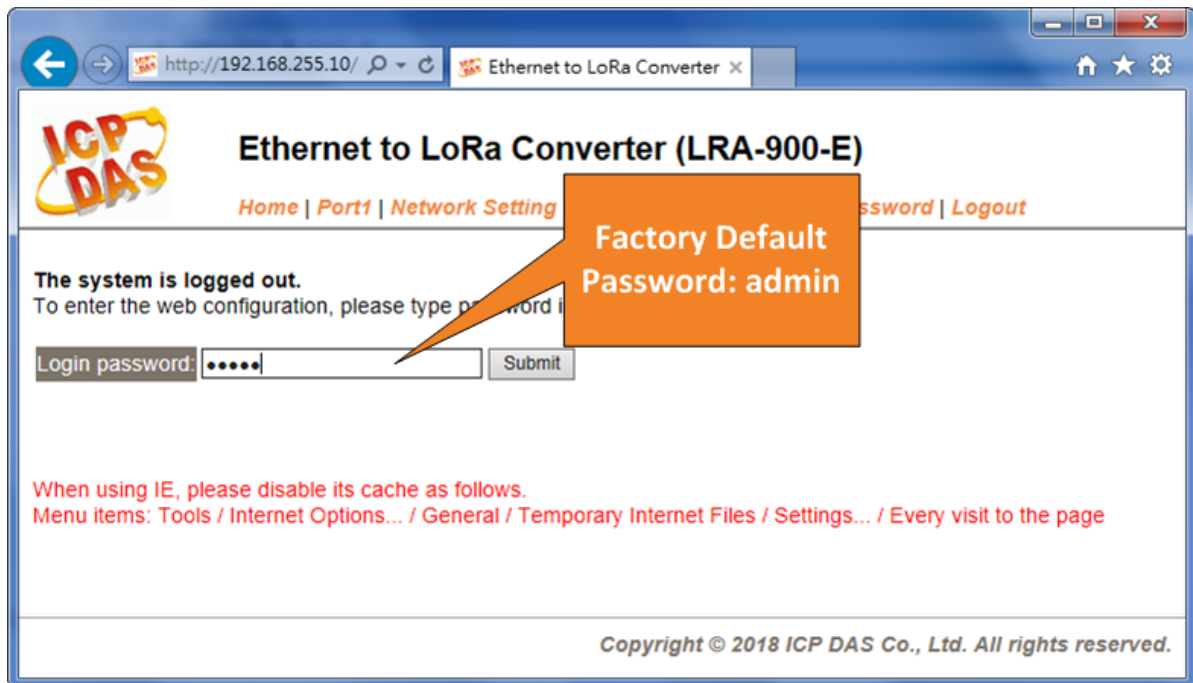 http://192.168.255.10/
Ethernet to LoRa Converter
ICP DAS
Ethernet to LoRa Converter (LRA-900-E)
Home | Port1 | Network Setting
ssword | Logout
Factory Default
Password: admin
The system is logged out.
To enter the web configuration, please type p word i
Login password: •••••
Submit
When using IE, please disable its cache as follows.
Menu items: Tools / Internet Options... / General / Temporary Internet Files / Settings... / Every visit to the page
Copyright © 2018 ICP DAS Co., Ltd. All rights reserved.